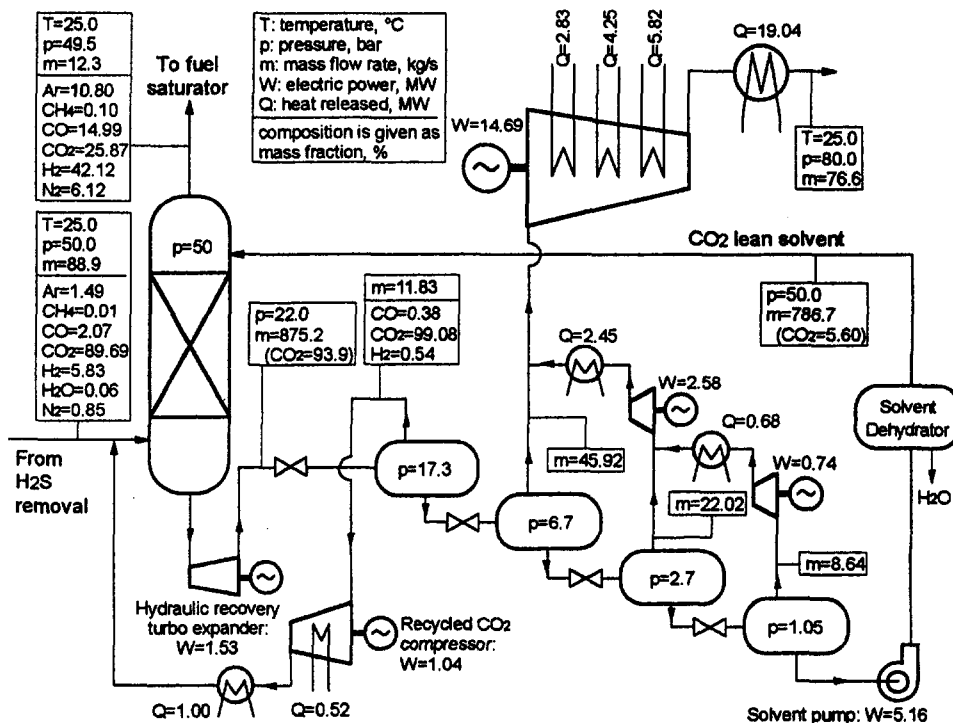 T=25.0
p=49.5
m=12.3
Ar=10.80
CH4=0.10
CO=14.99
CO2=25.87
H2=42.12
N2=6.12
To fuel
saturator
T: temperature, °C
p: pressure, bar
m: mass flow rate, kg/s
W: electric power, MW
Q: heat released, MW
composition is given as
mass fraction, %
Q=2.83
Q=4.25
Q=5.82
Q=19.04
W=14.69
T=25.0
p=80.0
m=76.6
T=25.0
p=50.0
m=88.9
Ar=1.49
CH4=0.01
CO=2.07
CO2=89.69
H2=5.83
H2O=0.06
N2=0.85
p=50
CO2 lean solvent
p=50.0
m=786.7
(CO2=5.60)
p=22.0
m=875.2
(CO2=93.9)
m=11.83
CO=0.38
CO2=99.08
H2=0.54
Q=2.45
W=2.58
Q=0.68
W=0.74
Solvent
Dehydrator
H2O
From
H2S
removal
p=17.3
m=45.92
p=6.7
m=22.02
p=2.7
m=8.64
p=1.05
Hydraulic recovery
turbo expander:
W=1.53
Recycled CO2
compressor:
W=1.04
Q=1.00
Q=0.52
Solvent pump: W=5.16